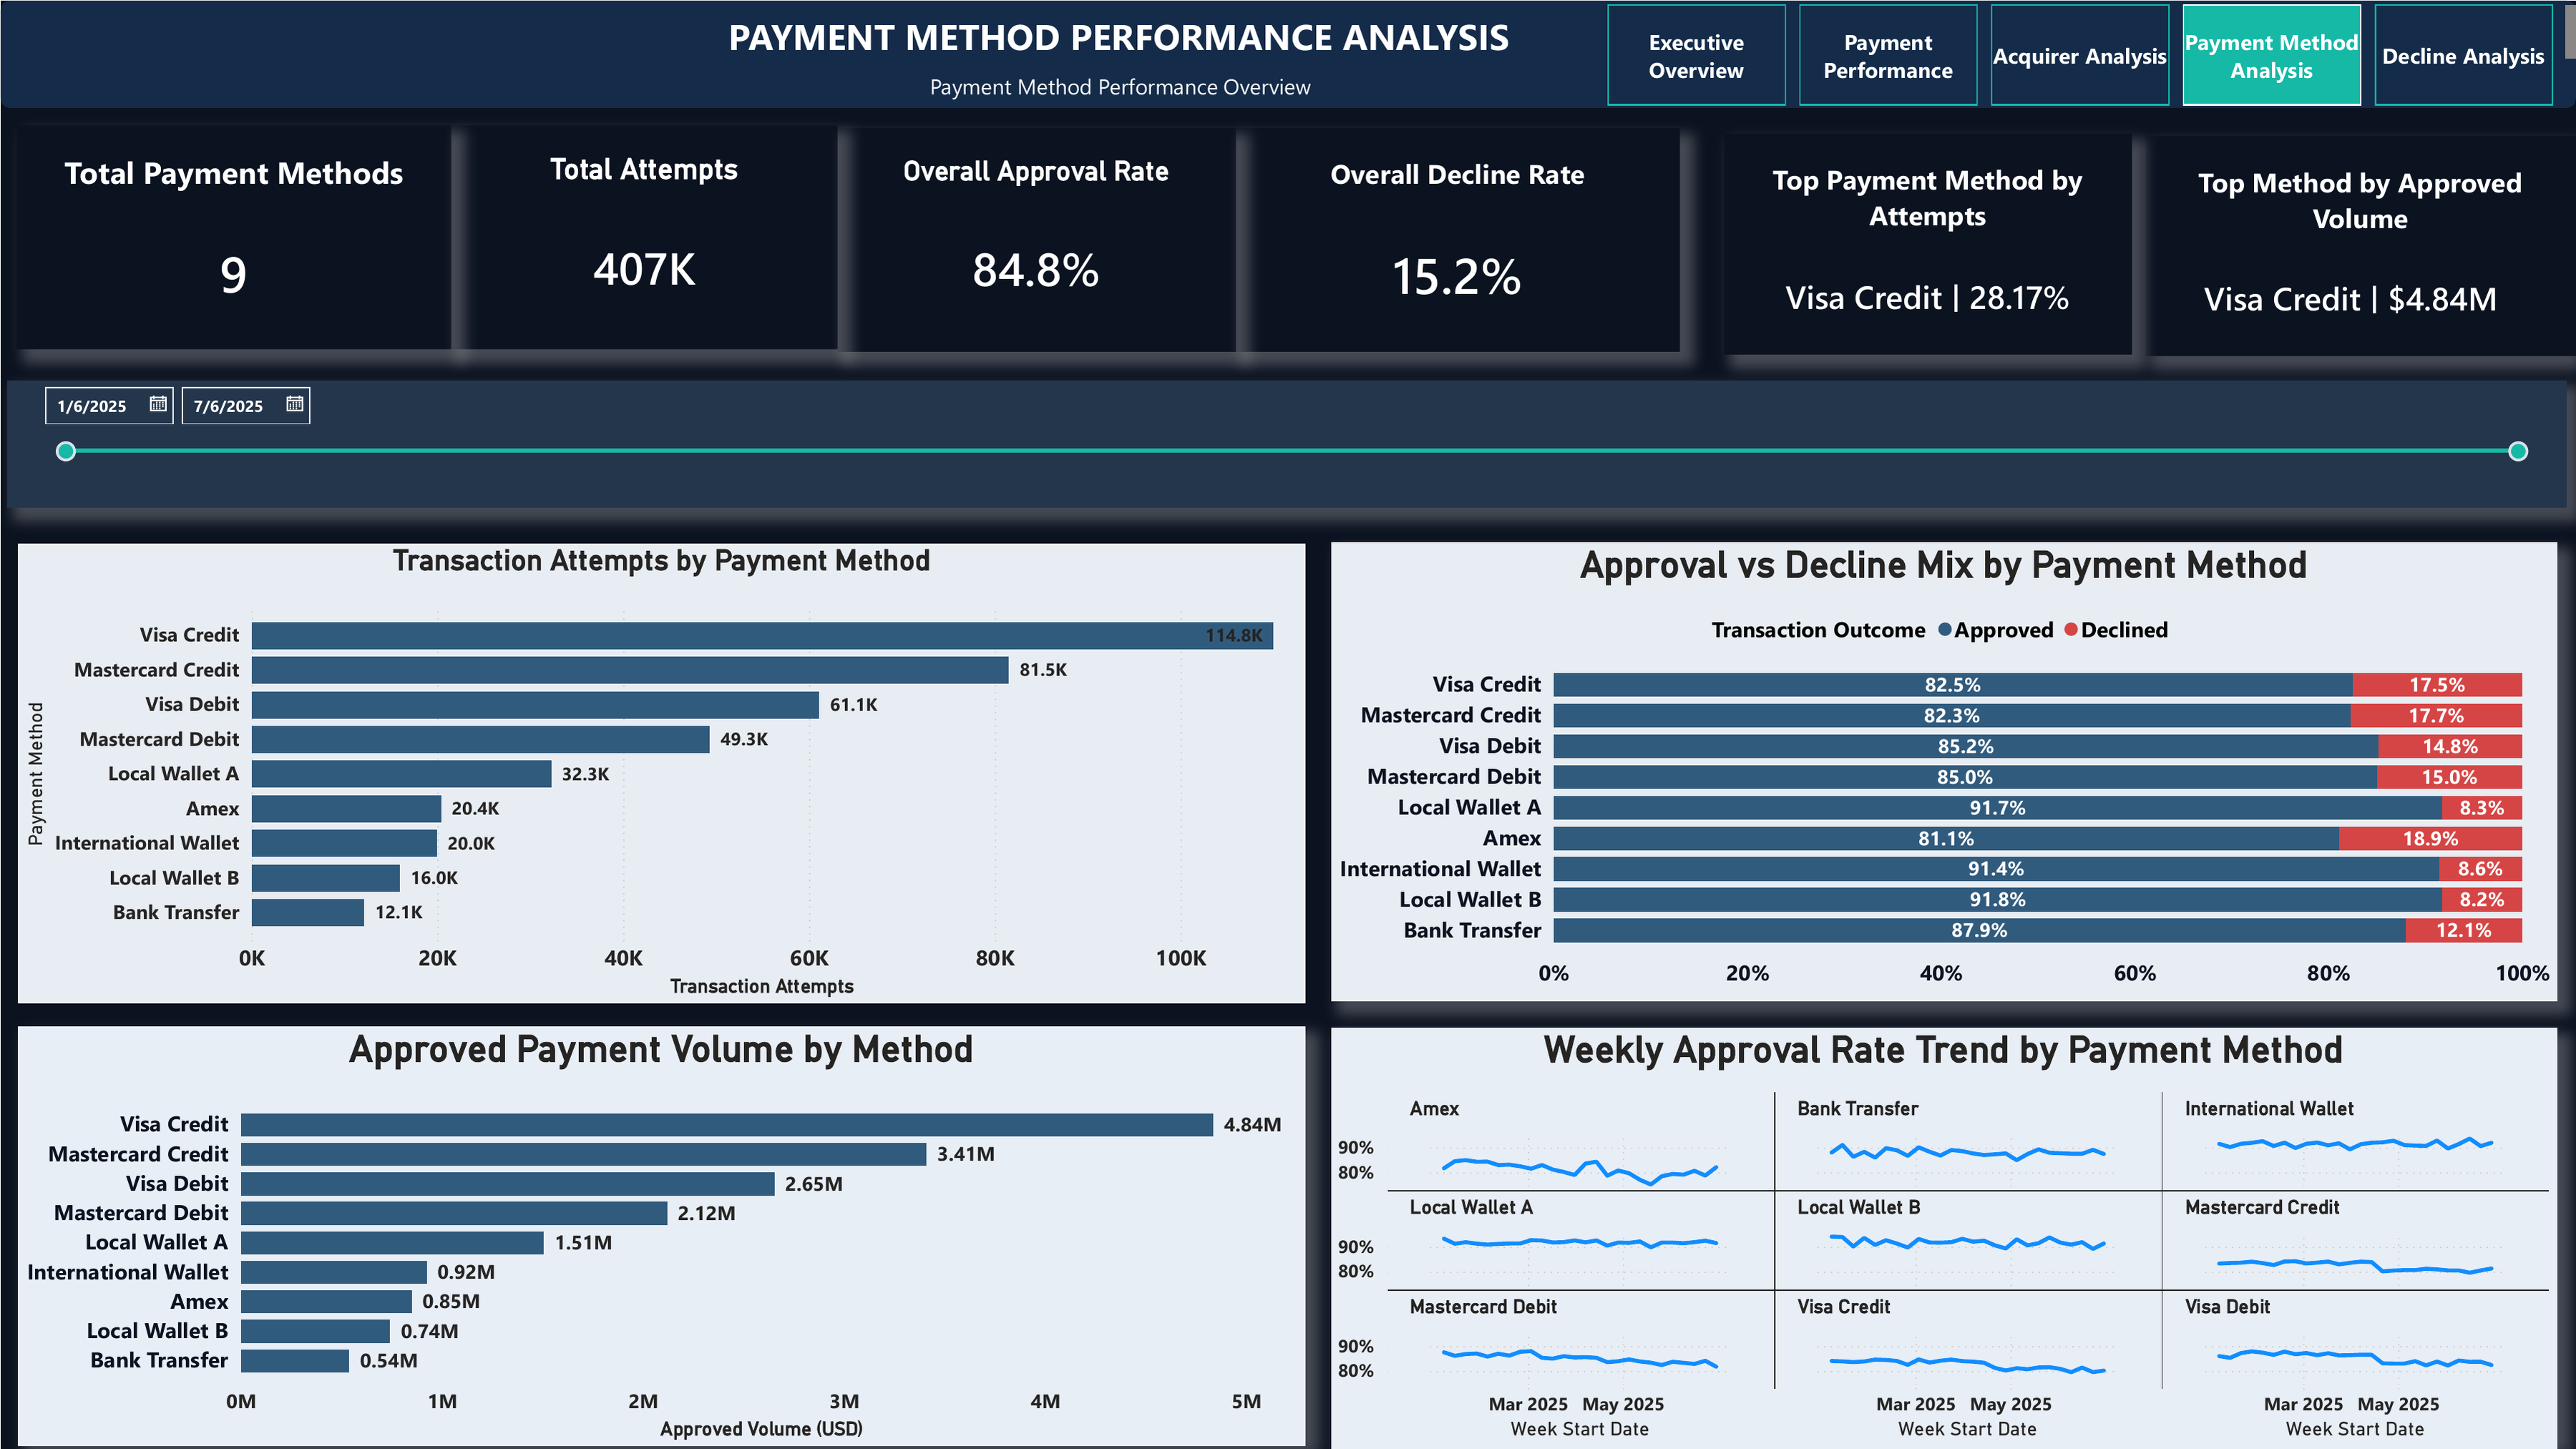 PAYMENT METHOD PERFORMANCE ANALYSIS
Payment Method Performance Overview
Executive
Overview
Payment
Performance
Acquirer Analysis
Payment Method
Analysis
Decline Analysis
Total Payment Methods
9
Total Attempts
407K
Overall Approval Rate
84.8%
Overall Decline Rate
15.2%
Top Payment Method by
Attempts
Visa Credit | 28.17%
Top Method by Approved
Volume
Visa Credit | $4.84M
1/6/2025
7/6/2025
Transaction Attempts by Payment Method
Payment Method
Visa Credit 114.8K
Mastercard Credit 81.5K
Visa Debit 61.1K
Mastercard Debit 49.3K
Local Wallet A 32.3K
Amex 20.4K
International Wallet 20.0K
Local Wallet B 16.0K
Bank Transfer 12.1K
0K 20K 40K 60K 80K 100K
Transaction Attempts
Approval vs Decline Mix by Payment Method
Transaction Outcome Approved Declined
Visa Credit 82.5% 17.5%
Mastercard Credit 82.3% 17.7%
Visa Debit 85.2% 14.8%
Mastercard Debit 85.0% 15.0%
Local Wallet A 91.7% 8.3%
Amex 81.1% 18.9%
International Wallet 91.4% 8.6%
Local Wallet B 91.8% 8.2%
Bank Transfer 87.9% 12.1%
0% 20% 40% 60% 80% 100%
Approved Payment Volume by Method
Visa Credit 4.84M
Mastercard Credit 3.41M
Visa Debit 2.65M
Mastercard Debit 2.12M
Local Wallet A 1.51M
International Wallet 0.92M
Amex 0.85M
Local Wallet B 0.74M
Bank Transfer 0.54M
0M 1M 2M 3M 4M 5M
Approved Volume (USD)
Weekly Approval Rate Trend by Payment Method
Amex Bank Transfer International Wallet
90%
80%
Local Wallet A Local Wallet B Mastercard Credit
90%
80%
Mastercard Debit Visa Credit Visa Debit
90%
80%
Mar 2025 May 2025 Mar 2025 May 2025 Mar 2025 May 2025
Week Start Date Week Start Date Week Start Date